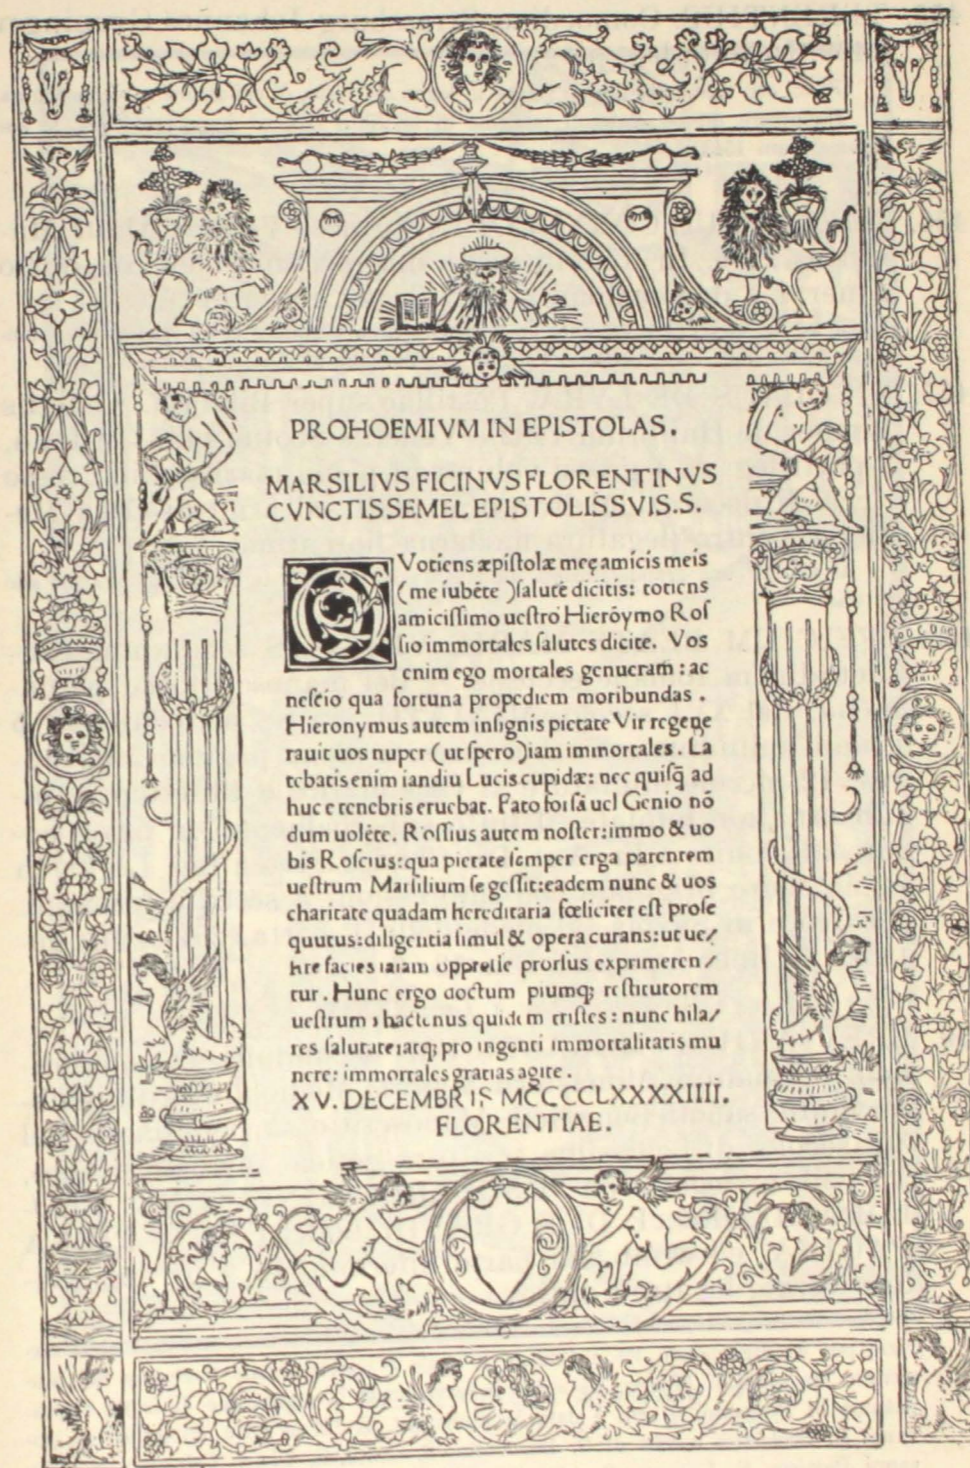 PROHOEMIVM IN EPISTOLAS.
MARSILIVS FICINVS FLORENTINVS
CVNCTIS SEMEL EPISTOLIS SVIS. S.
QVotiens æpistolæ meę amicis meis
(me iubēte )salutē dicitis: totiens
amicissimo uestro Hierōymo Ros
sio immortales salutes dicite. Vos
enim ego mortales genueram : ac
nescio qua fortuna propediem moribundas .
Hieronymus autem insignis pietate Vir regene
rauit uos nuper (ut spero )iam immortales. La
tebatis enim iandiu Lucis cupidæ: nec quisq̄ ad
huc e tenebris eruebat. Fato forsā uel Genio nō
dum uolēte. Rossius autem noster: immo & uo
bis Roscius: qua pietate semper erga parentem
uestrum Marsilium se gessit: eadem nunc & uos
charitate quadam hereditaria fœliciter est prose
quutus: diligentia simul & opera curans: ut ue/
stre facies iaiam oppresse prorsus exprimeren/
tur. Hunc ergo doctum piumq; restitutorem
uestrum hactenus quidem tristes: nunc hila/
res salutate iatq; pro ingenti immortalitatis mu
nere: immortales gratias agite.
XV. DECEMBRIS MCCCCLXXXXIIII.
FLORENTIAE.